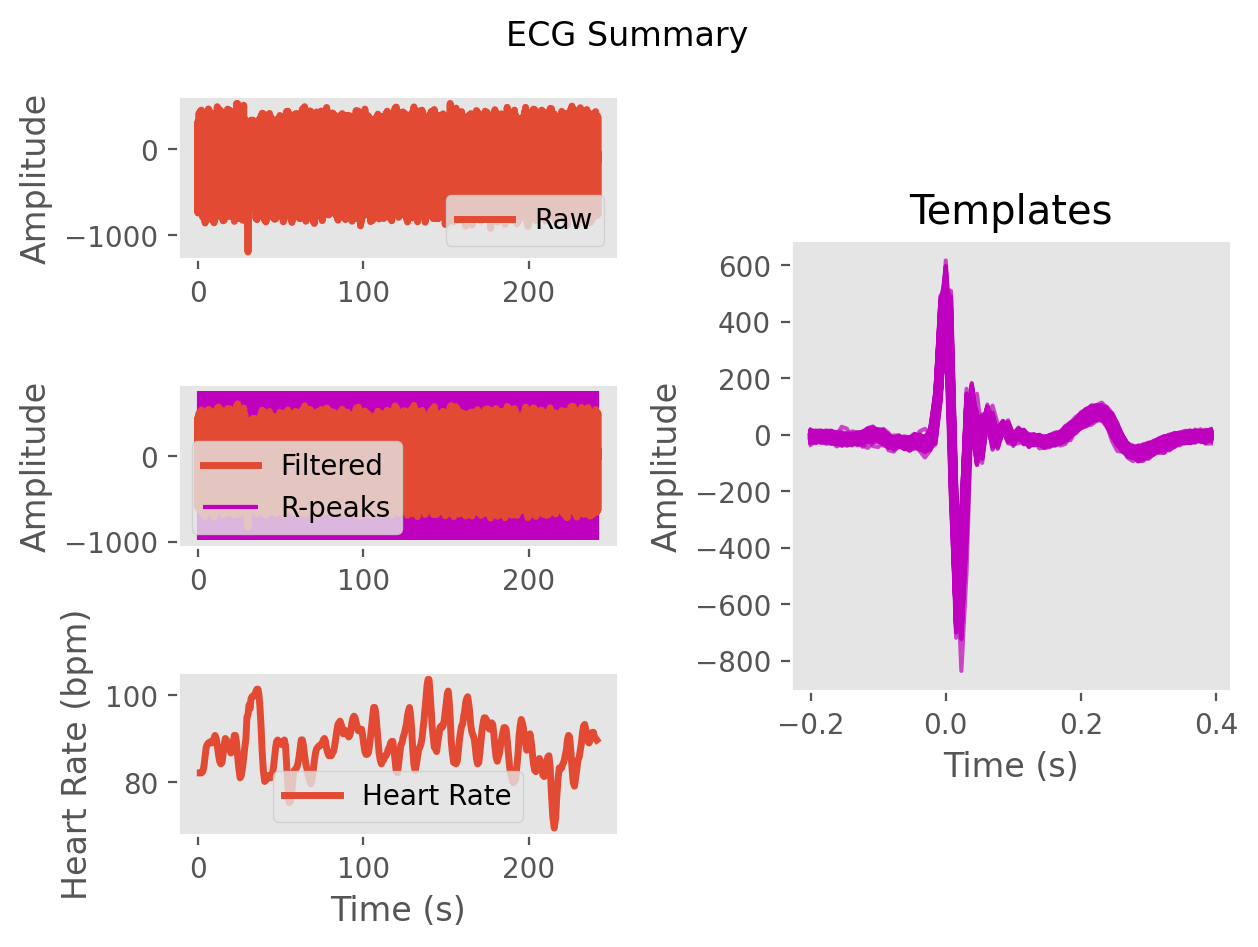 ECG Summary
Amplitude
0
−1000
Raw
0 100 200
Amplitude
0
−1000
Filtered
R-peaks
0 100 200
Heart Rate (bpm)
100
80
Heart Rate
0 100 200
Time (s)
Templates
Amplitude
600
400
200
0
−200
−400
−600
−800
−0.2 0.0 0.2 0.4
Time (s)